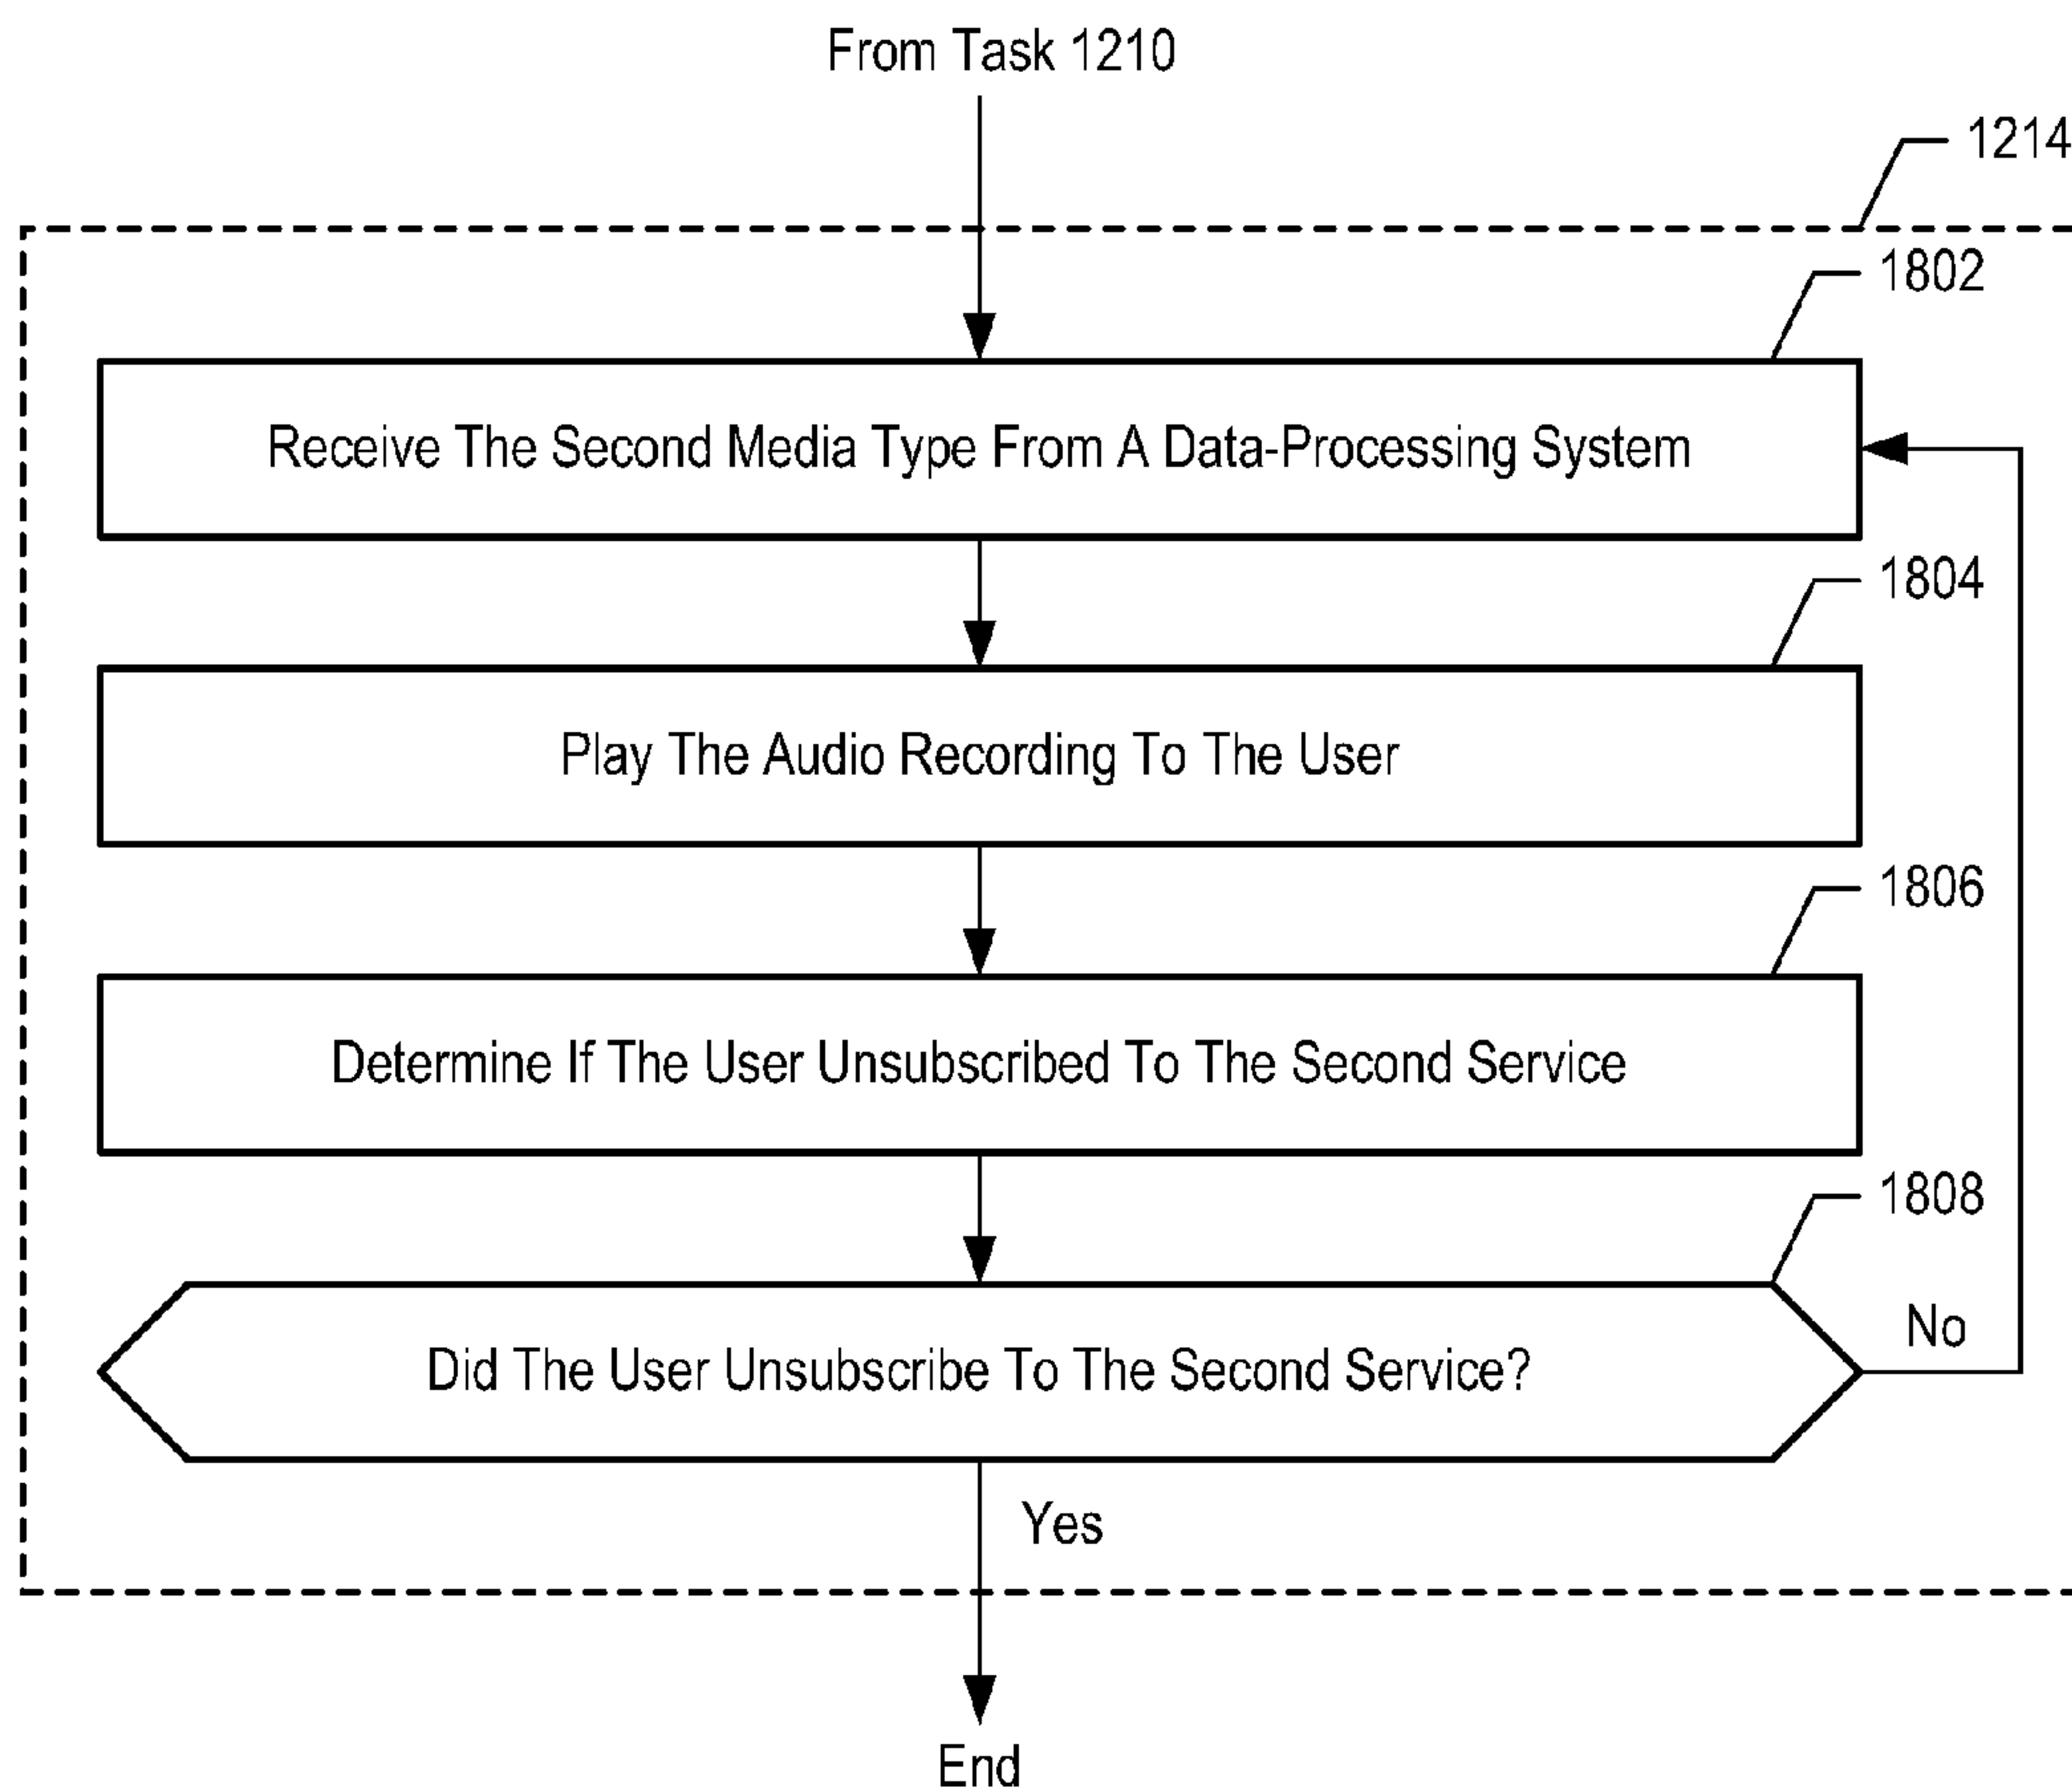 From Task 1210
1214
1802
Receive The Second Media Type From A Data-Processing System
1804
Play The Audio Recording To The User
1806
Determine If The User Unsubscribed To The Second Service
1808
Did The User Unsubscribe To The Second Service?
No
Yes
End